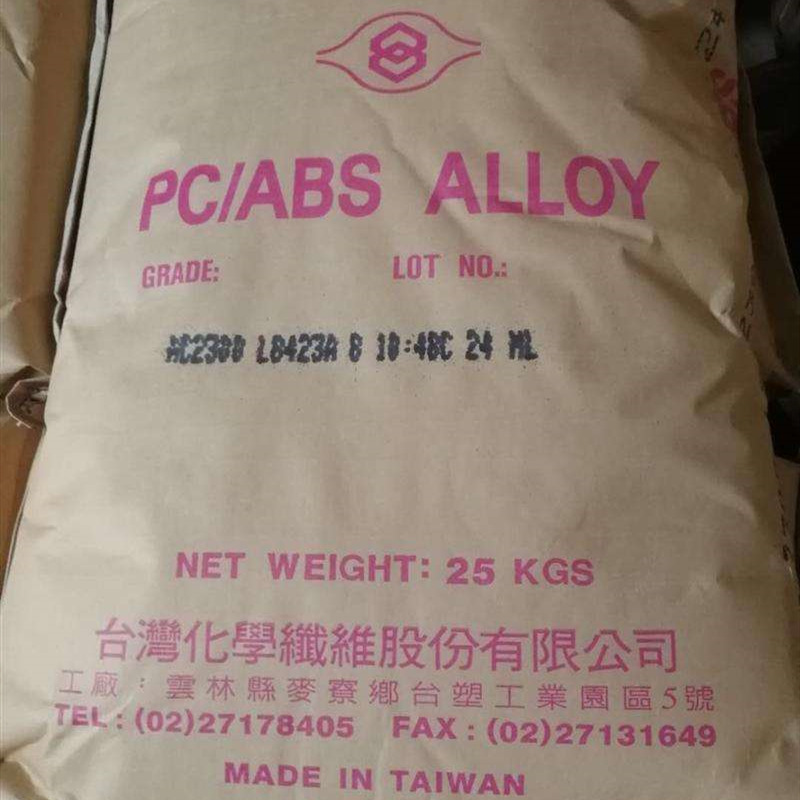 PC/ABS ALLOY
GRADE: LOT NO.:
AC2300 L8423A 8 10:48C 24 ML
NET WEIGHT: 25 KGS
台灣化學纖維股份有限公司
工廠：雲林縣麥寮鄉台塑工業園區5號
TEL : (02)27178405 FAX : (02)27131649
MADE IN TAIWAN